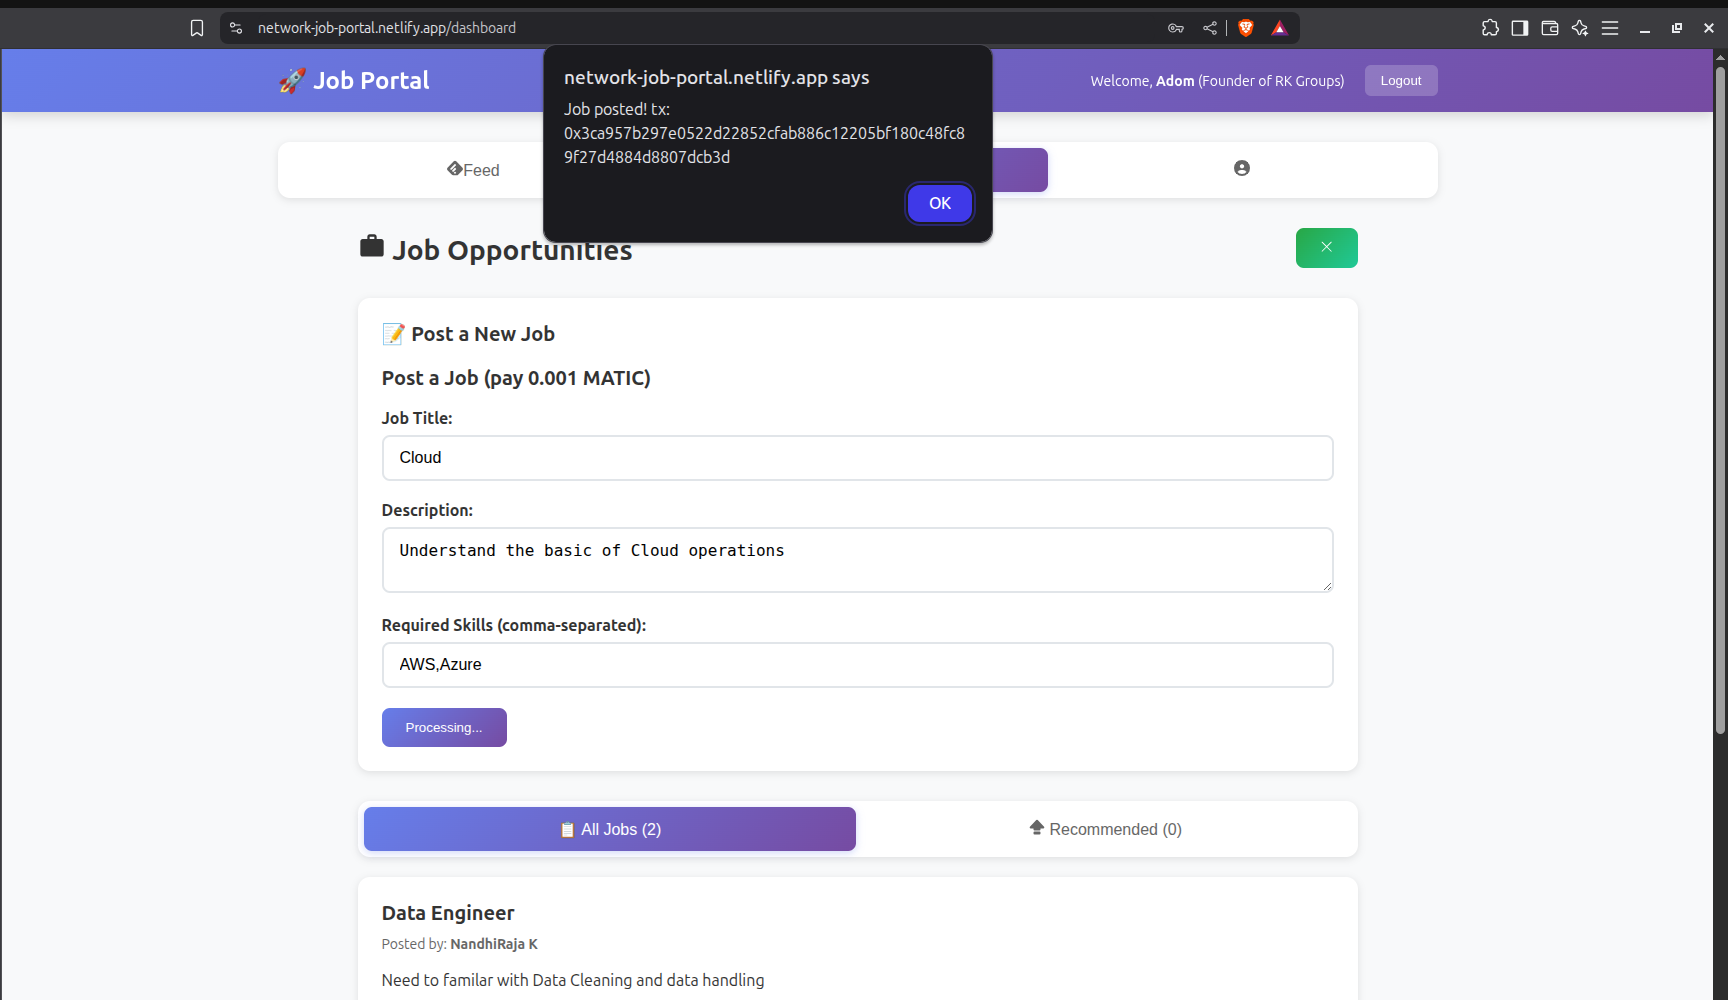 network-job-portal.netlify.app/dashboard
🚀 Job Portal
Welcome, Adom (Founder of RK Groups)
Logout
network-job-portal.netlify.app says
Job posted! tx:
0x3ca957b297e0522d22852cfab886c12205bf180c48fc8
9f27d4884d8807dcb3d
OK
Feed
Job Opportunities
📝 Post a New Job
Post a Job (pay 0.001 MATIC)
Job Title:
Cloud
Description:
Understand the basic of Cloud operations
Required Skills (comma-separated):
AWS,Azure
Processing...
📋 All Jobs (2)
Recommended (0)
Data Engineer
Posted by: NandhiRaja K
Need to familar with Data Cleaning and data handling